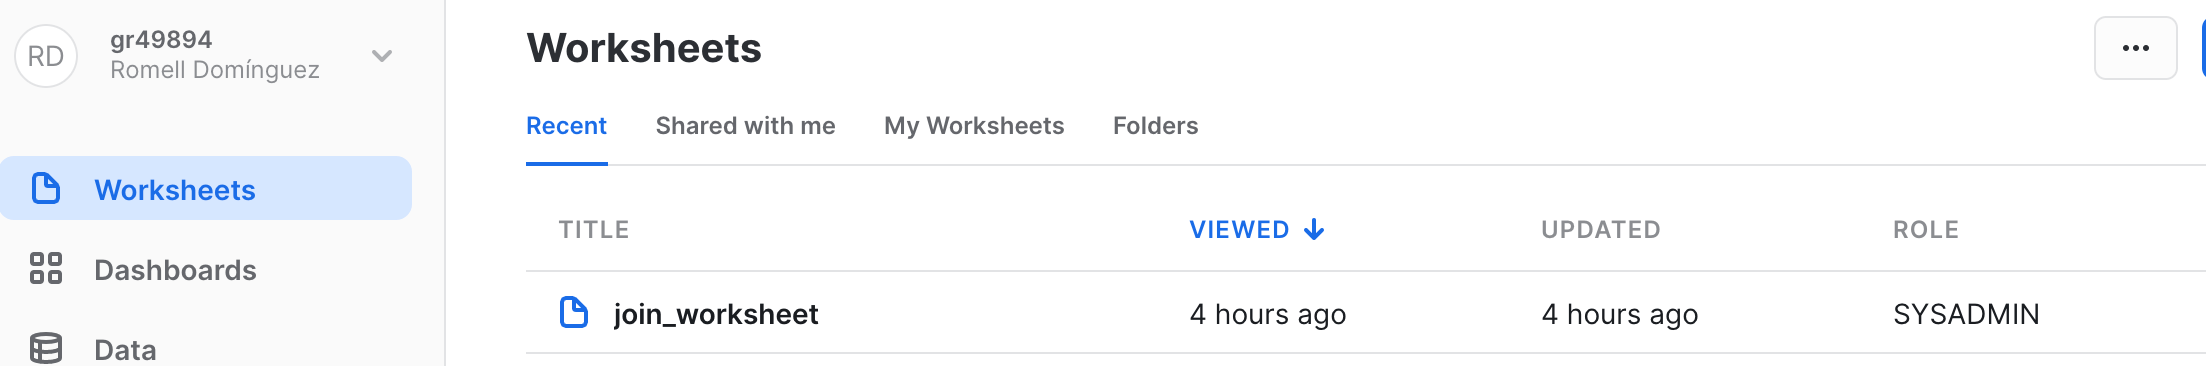 RD
gr49894
Romell Domínguez
Worksheets
Dashboards
Data
Worksheets
Recent Shared with me My Worksheets Folders
TITLE VIEWED UPDATED ROLE
join_worksheet 4 hours ago 4 hours ago SYSADMIN